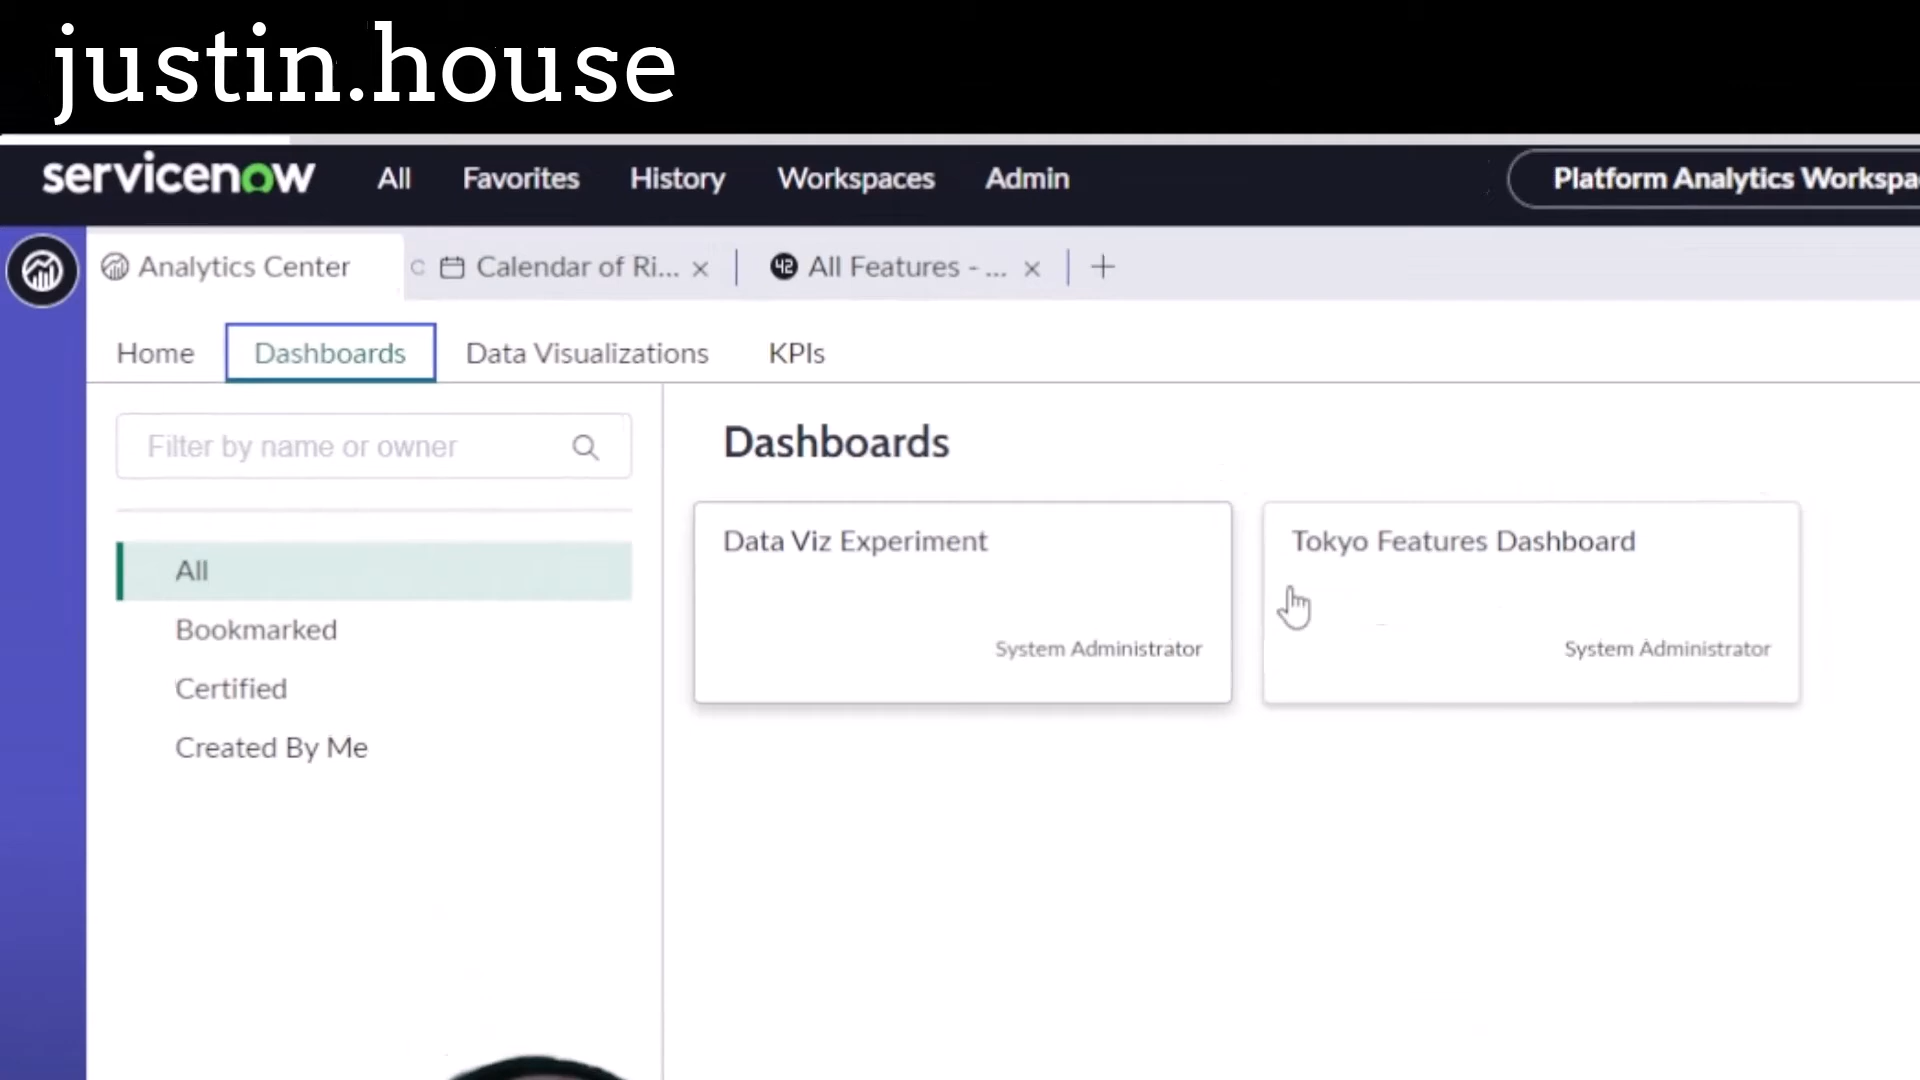 justin.house
servicenow All Favorites History Workspaces Admin Platform Analytics Workspa
Analytics Center Calendar of Ri... All Features - ...
Home Dashboards Data Visualizations KPIs
Filter by name or owner
Dashboards
Data Viz Experiment Tokyo Features Dashboard
All
Bookmarked
System Administrator System Administrator
Certified
Created By Me